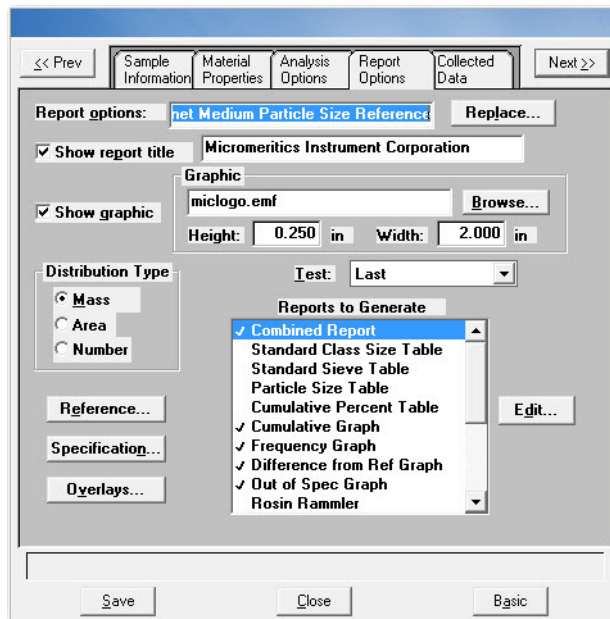 << Prev
Sample Information
Material Properties
Analysis Options
Report Options
Collected Data
Next >>
Report options: net Medium Particle Size Reference Replace...
Show report title Micromeritics Instrument Corporation
Graphic
Show graphic miclogo.emf Browse...
Height: 0.250 in Width: 2.000 in
Distribution Type
Mass
Area
Number
Test: Last
Reports to Generate
Combined Report
Standard Class Size Table
Standard Sieve Table
Particle Size Table
Cumulative Percent Table
Cumulative Graph
Frequency Graph
Difference from Ref Graph
Out of Spec Graph
Rosin Rammler
Edit...
Reference...
Specification...
Overlays...
Save Close Basic